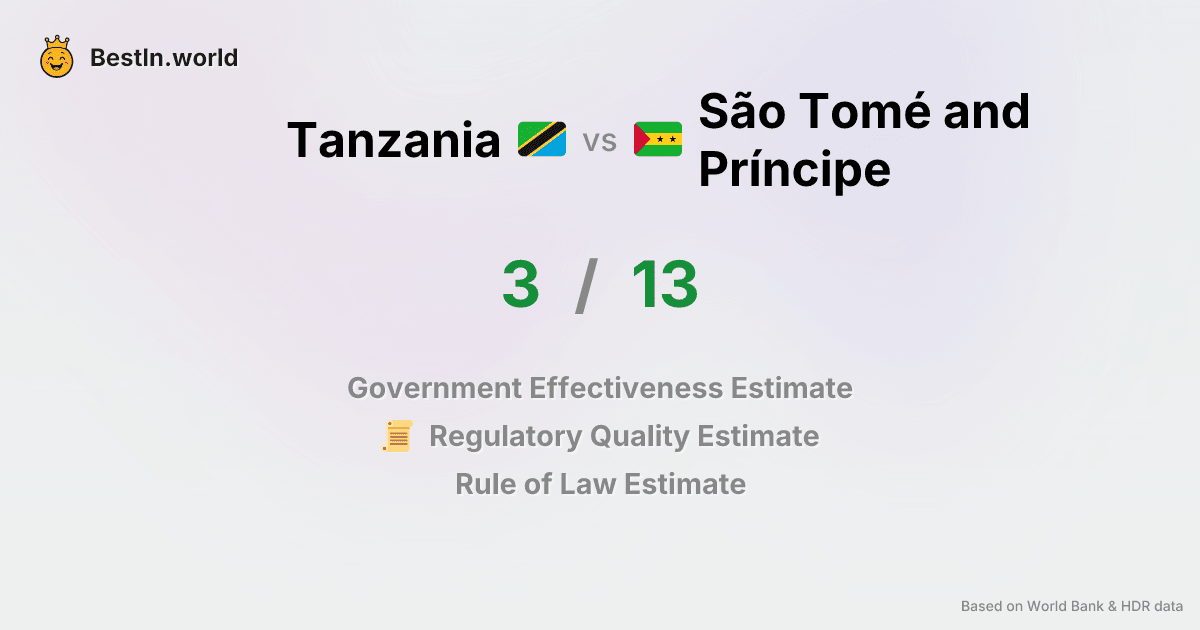 BestIn.world
Tanzania vs São Tomé and
Príncipe
3 / 13
Government Effectiveness Estimate
Regulatory Quality Estimate
Rule of Law Estimate
Based on World Bank & HDR data